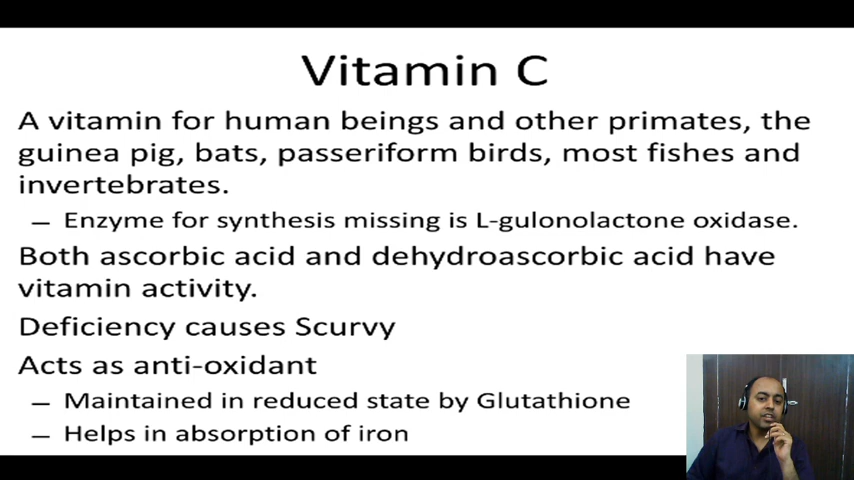 Vitamin C
A vitamin for human beings and other primates, the
guinea pig, bats, passeriform birds, most fishes and
invertebrates.
— Enzyme for synthesis missing is L-gulonolactone oxidase.
Both ascorbic acid and dehydroascorbic acid have
vitamin activity.
Deficiency causes Scurvy
Acts as anti-oxidant
— Maintained in reduced state by Glutathione
— Helps in absorption of iron